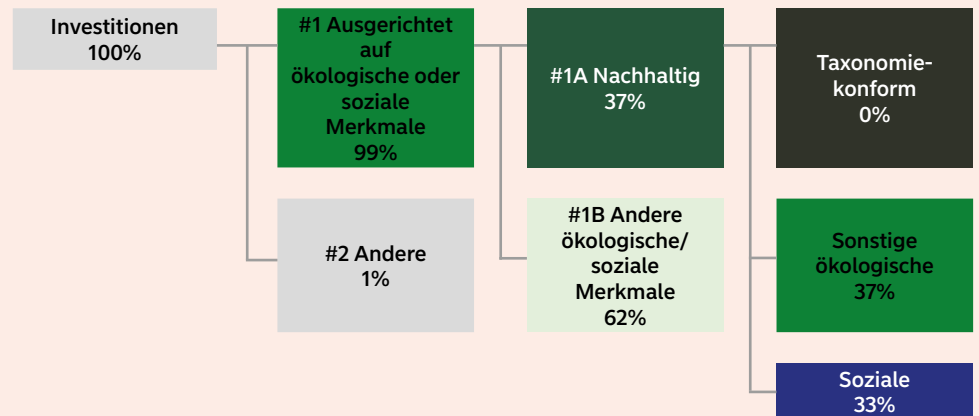 Investitionen
100%
#1 Ausgerichtet
auf
ökologische oder
soziale
Merkmale
99%
#1A Nachhaltig
37%
Taxonomie-
konform
0%
#2 Andere
1%
#1B Andere
ökologische/
soziale
Merkmale
62%
Sonstige
ökologische
37%
Soziale
33%